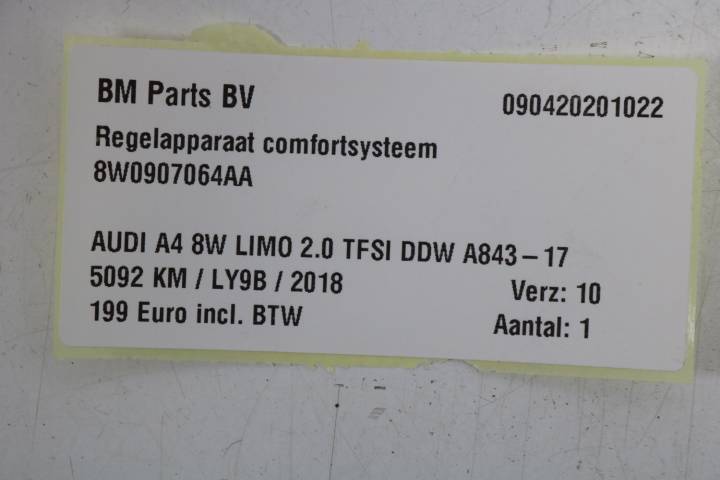 BM Parts BV 090420201022
Regelapparaat comfortsysteem
8W0907064AA
AUDI A4 8W LIMO 2.0 TFSI DDW A843-17
5092 KM / LY9B / 2018 Verz: 10
199 Euro incl. BTW Aantal: 1